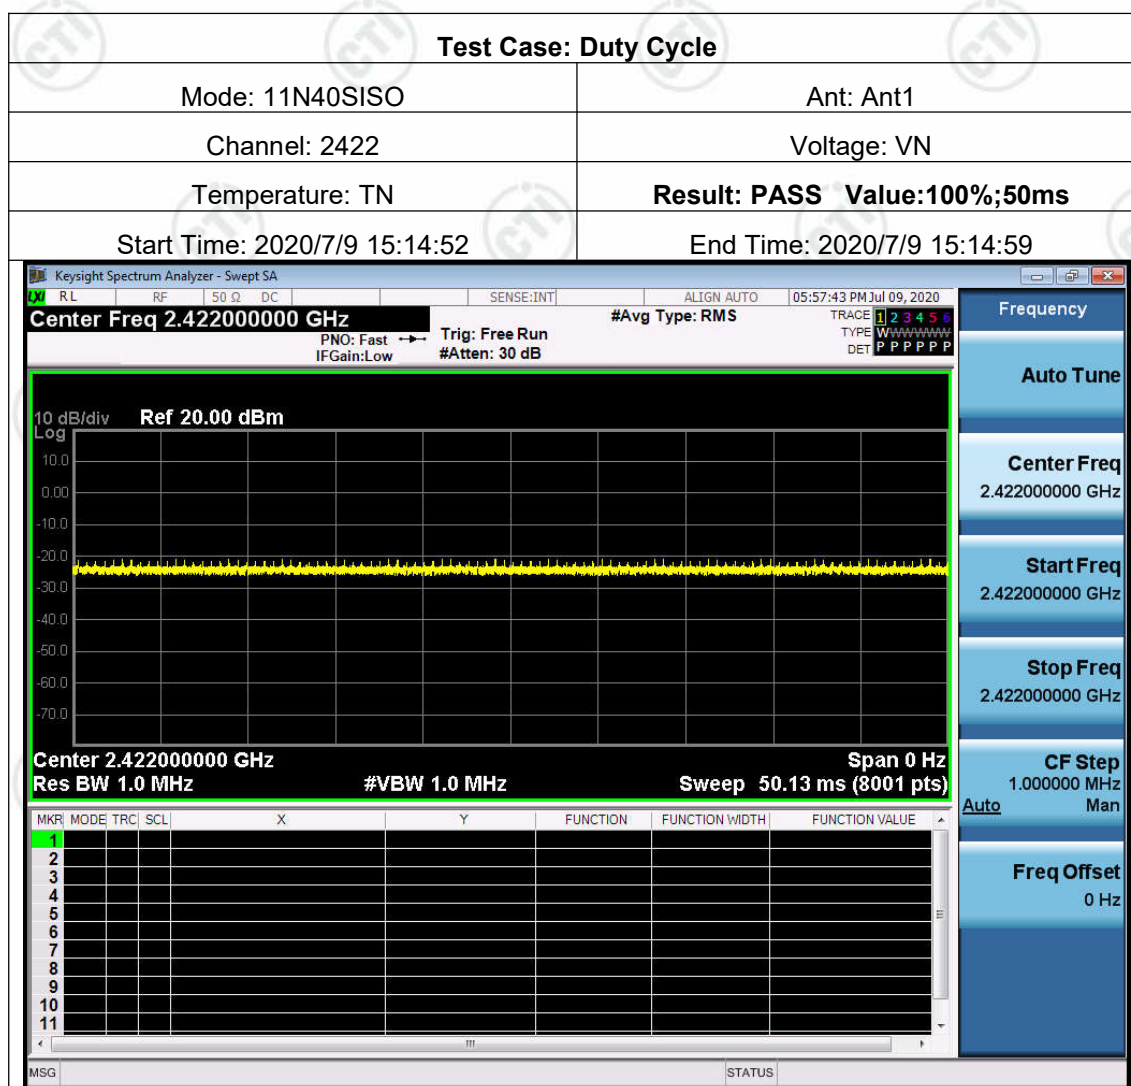 Test Case: Duty Cycle
Mode: 11N40SISO Ant: Ant1
Channel: 2422 Voltage: VN
Temperature: TN Result: PASS Value:100%;50ms
Start Time: 2020/7/9 15:14:52 End Time: 2020/7/9 15:14:59
Keysight Spectrum Analyzer - Swept SA
LXI RL RF 50 Ω DC SENSE:INT ALIGN AUTO 05:57:43 PM Jul 09, 2020
Center Freq 2.422000000 GHz
PNO: Fast
IFGain:Low
Trig: Free Run
#Atten: 30 dB
#Avg Type: RMS
TRACE 1 2 3 4 5 6
TYPE WWWWWW
DET P P P P P P
10 dB/div Ref 20.00 dBm
Log
10.0
0.00
-10.0
-20.0
-30.0
-40.0
-50.0
-60.0
-70.0
Center 2.422000000 GHz Span 0 Hz
Res BW 1.0 MHz #VBW 1.0 MHz Sweep 50.13 ms (8001 pts)
MKR MODE TRC SCL X Y FUNCTION FUNCTION WIDTH FUNCTION VALUE
1
2
3
4
5
6
7
8
9
10
11
MSG STATUS
Frequency
Auto Tune
Center Freq
2.422000000 GHz
Start Freq
2.422000000 GHz
Stop Freq
2.422000000 GHz
CF Step
1.000000 MHz
Auto Man
Freq Offset
0 Hz
CTI
CTI
CTI
CTI
CTI
CTI